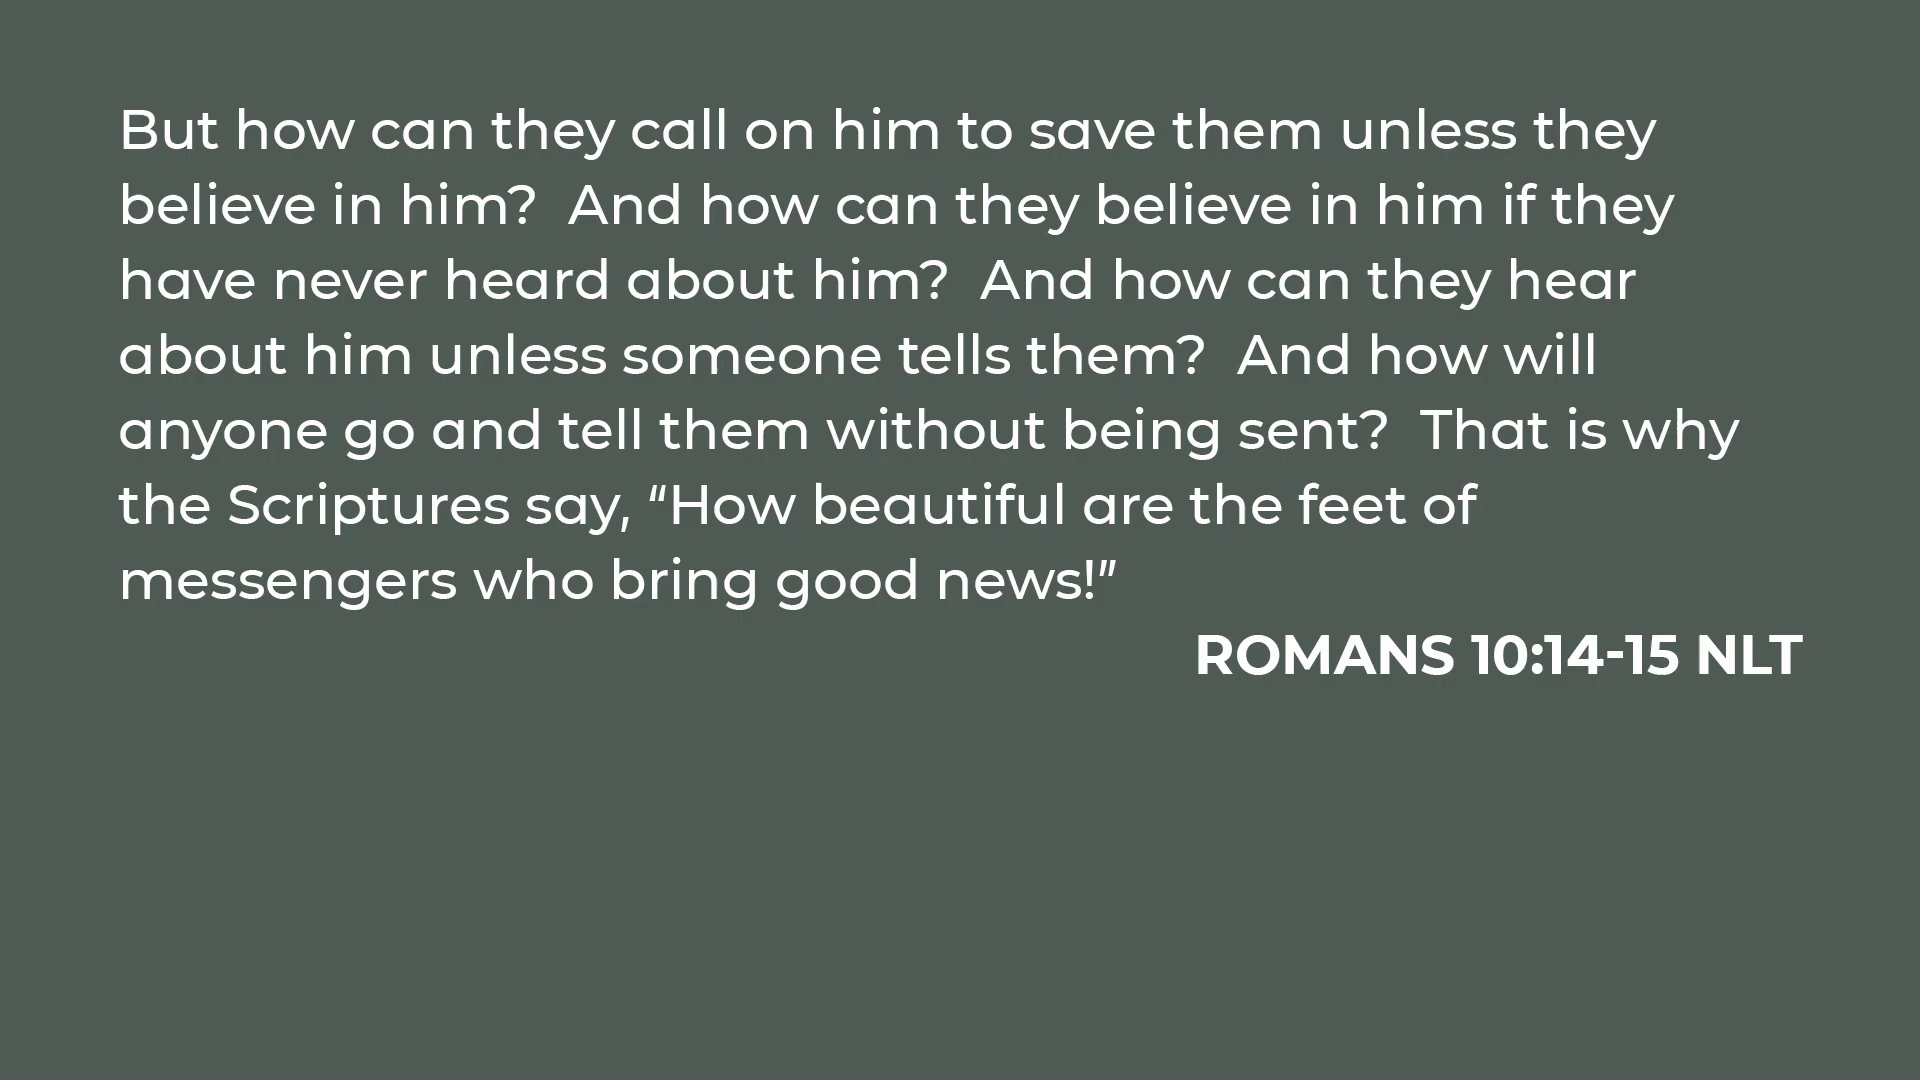 But how can they call on him to save them unless they
believe in him?  And how can they believe in him if they
have never heard about him?  And how can they hear
about him unless someone tells them?  And how will
anyone go and tell them without being sent?  That is why
the Scriptures say, “How beautiful are the feet of
messengers who bring good news!”
ROMANS 10:14-15 NLT